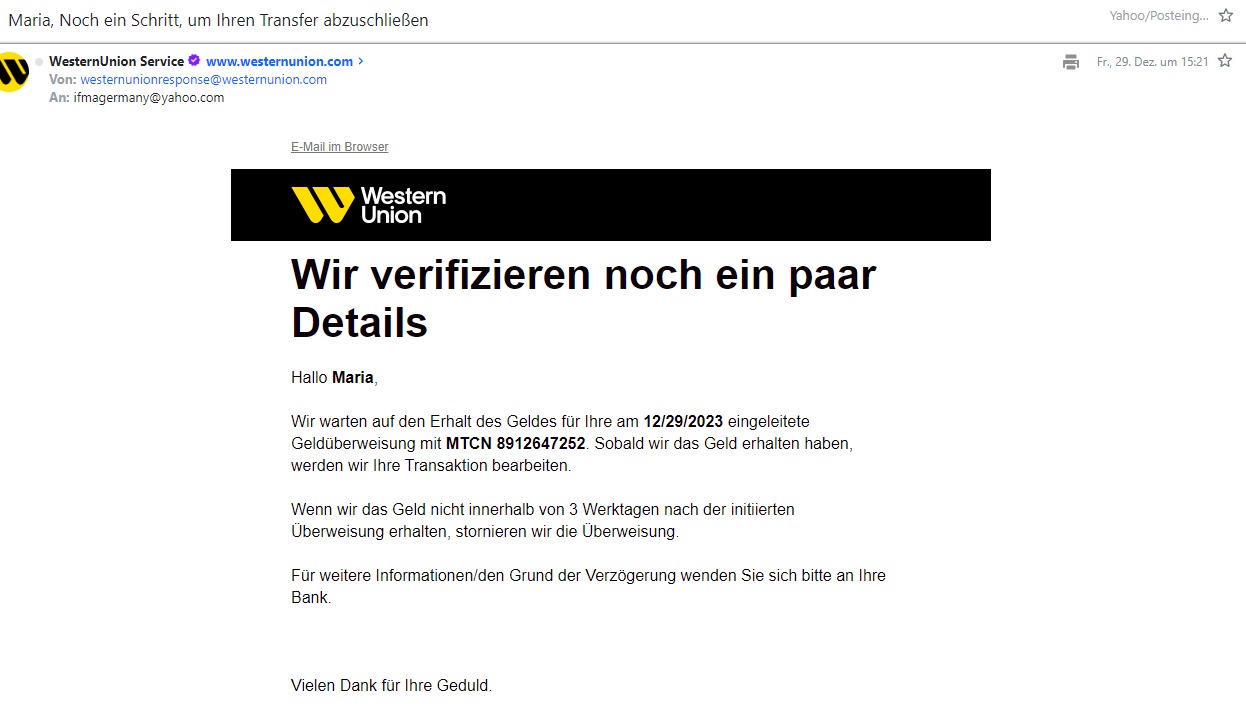 Maria, Noch ein Schritt, um Ihren Transfer abzuschließen
Yahoo/Posteing...
WesternUnion Service www.westernunion.com >
Fr., 29. Dez. um 15:21
Von: westernunionresponse@westernunion.com
An: ifmagermany@yahoo.com
E-Mail im Browser
Western
Union
Wir verifizieren noch ein paar
Details
Hallo Maria,
Wir warten auf den Erhalt des Geldes für Ihre am 12/29/2023 eingeleitete
Geldüberweisung mit MTCN 8912647252. Sobald wir das Geld erhalten haben,
werden wir Ihre Transaktion bearbeiten.
Wenn wir das Geld nicht innerhalb von 3 Werktagen nach der initiierten
Überweisung erhalten, stornieren wir die Überweisung.
Für weitere Informationen/den Grund der Verzögerung wenden Sie sich bitte an Ihre
Bank.
Vielen Dank für Ihre Geduld.